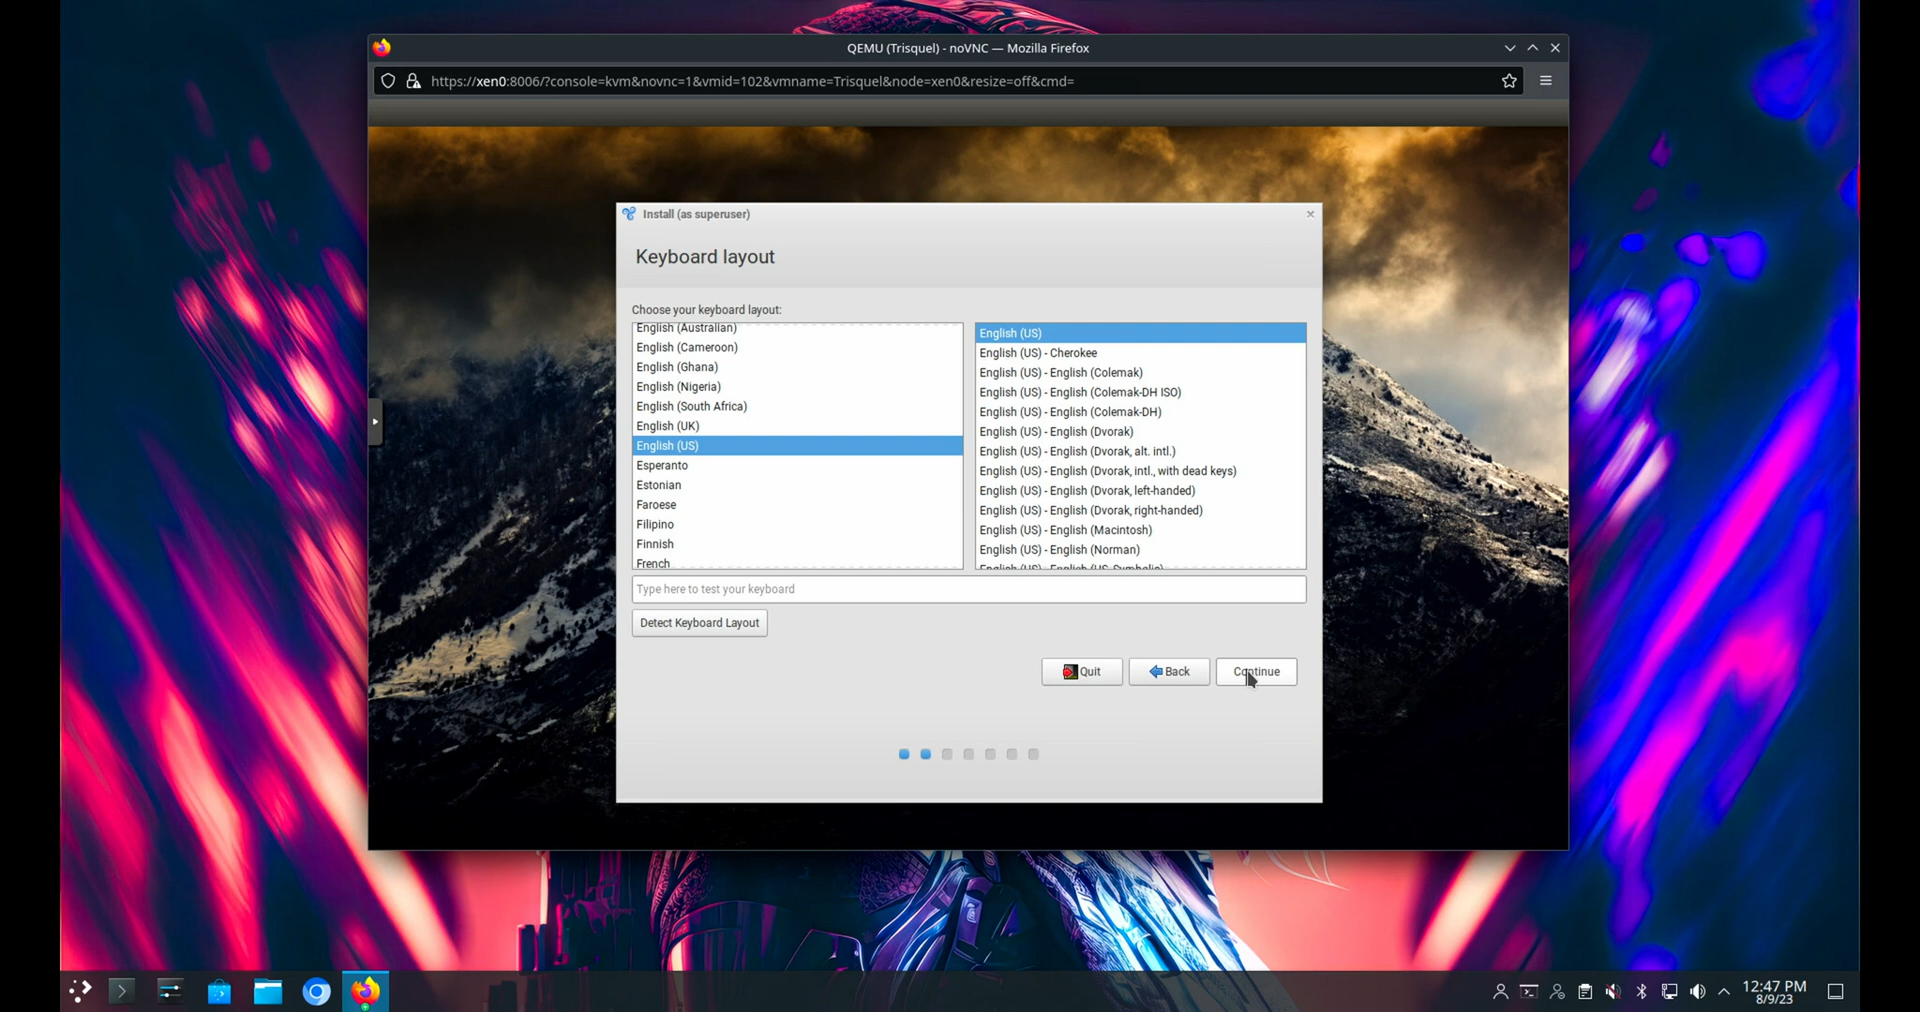 QEMU (Trisquel) - noVNC — Mozilla Firefox
https://xen0:8006/?console=kvm&novnc=1&vmid=102&vmname=Trisquel&node=xen0&resize=off&cmd=
Install (as superuser)
Keyboard layout
Choose your keyboard layout:
English (Australian)
English (Cameroon)
English (Ghana)
English (Nigeria)
English (South Africa)
English (UK)
English (US)
Esperanto
Estonian
Faroese
Filipino
Finnish
French
English (US)
English (US) - Cherokee
English (US) - English (Colemak)
English (US) - English (Colemak-DH ISO)
English (US) - English (Colemak-DH)
English (US) - English (Dvorak)
English (US) - English (Dvorak, alt. intl.)
English (US) - English (Dvorak, intl., with dead keys)
English (US) - English (Dvorak, left-handed)
English (US) - English (Dvorak, right-handed)
English (US) - English (Macintosh)
English (US) - English (Norman)
English (US) - English (US, Symbolic)
Type here to test your keyboard
Detect Keyboard Layout
Quit
Back
Continue
12:47 PM
8/9/23